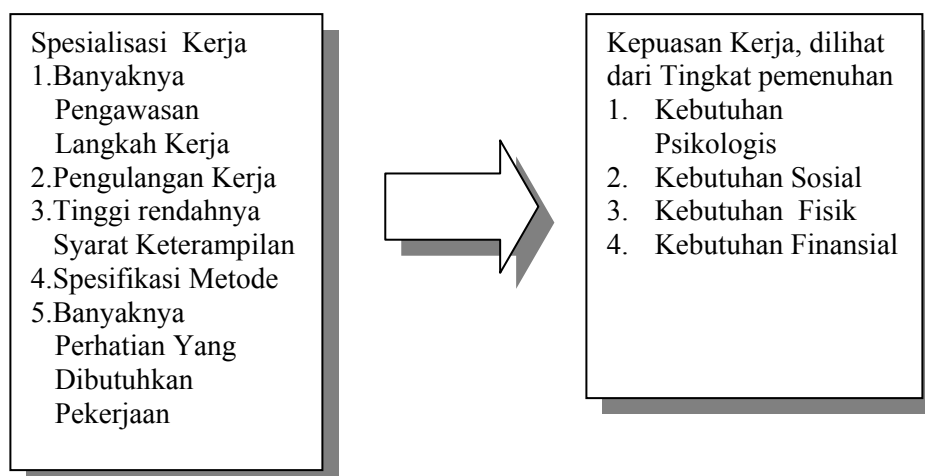 Spesialisasi Kerja
1.Banyaknya
Pengawasan
Langkah Kerja
2.Pengulangan Kerja
3.Tinggi rendahnya
Syarat Keterampilan
4.Spesifikasi Metode
5.Banyaknya
Perhatian Yang
Dibutuhkan
Pekerjaan
Kepuasan Kerja, dilihat
dari Tingkat pemenuhan
1. Kebutuhan
Psikologis
2. Kebutuhan Sosial
3. Kebutuhan Fisik
4. Kebutuhan Finansial